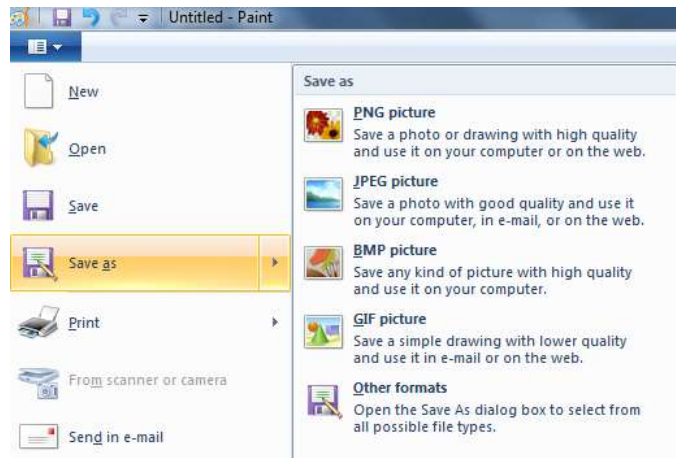 Untitled - Paint
New
Open
Save
Save as
Print
From scanner or camera
Send in e-mail
Save as
PNG picture
Save a photo or drawing with high quality
and use it on your computer or on the web.
JPEG picture
Save a photo with good quality and use it
on your computer, in e-mail, or on the web.
BMP picture
Save any kind of picture with high quality
and use it on your computer.
GIF picture
Save a simple drawing with lower quality
and use it in e-mail or on the web.
Other formats
Open the Save As dialog box to select from
all possible file types.